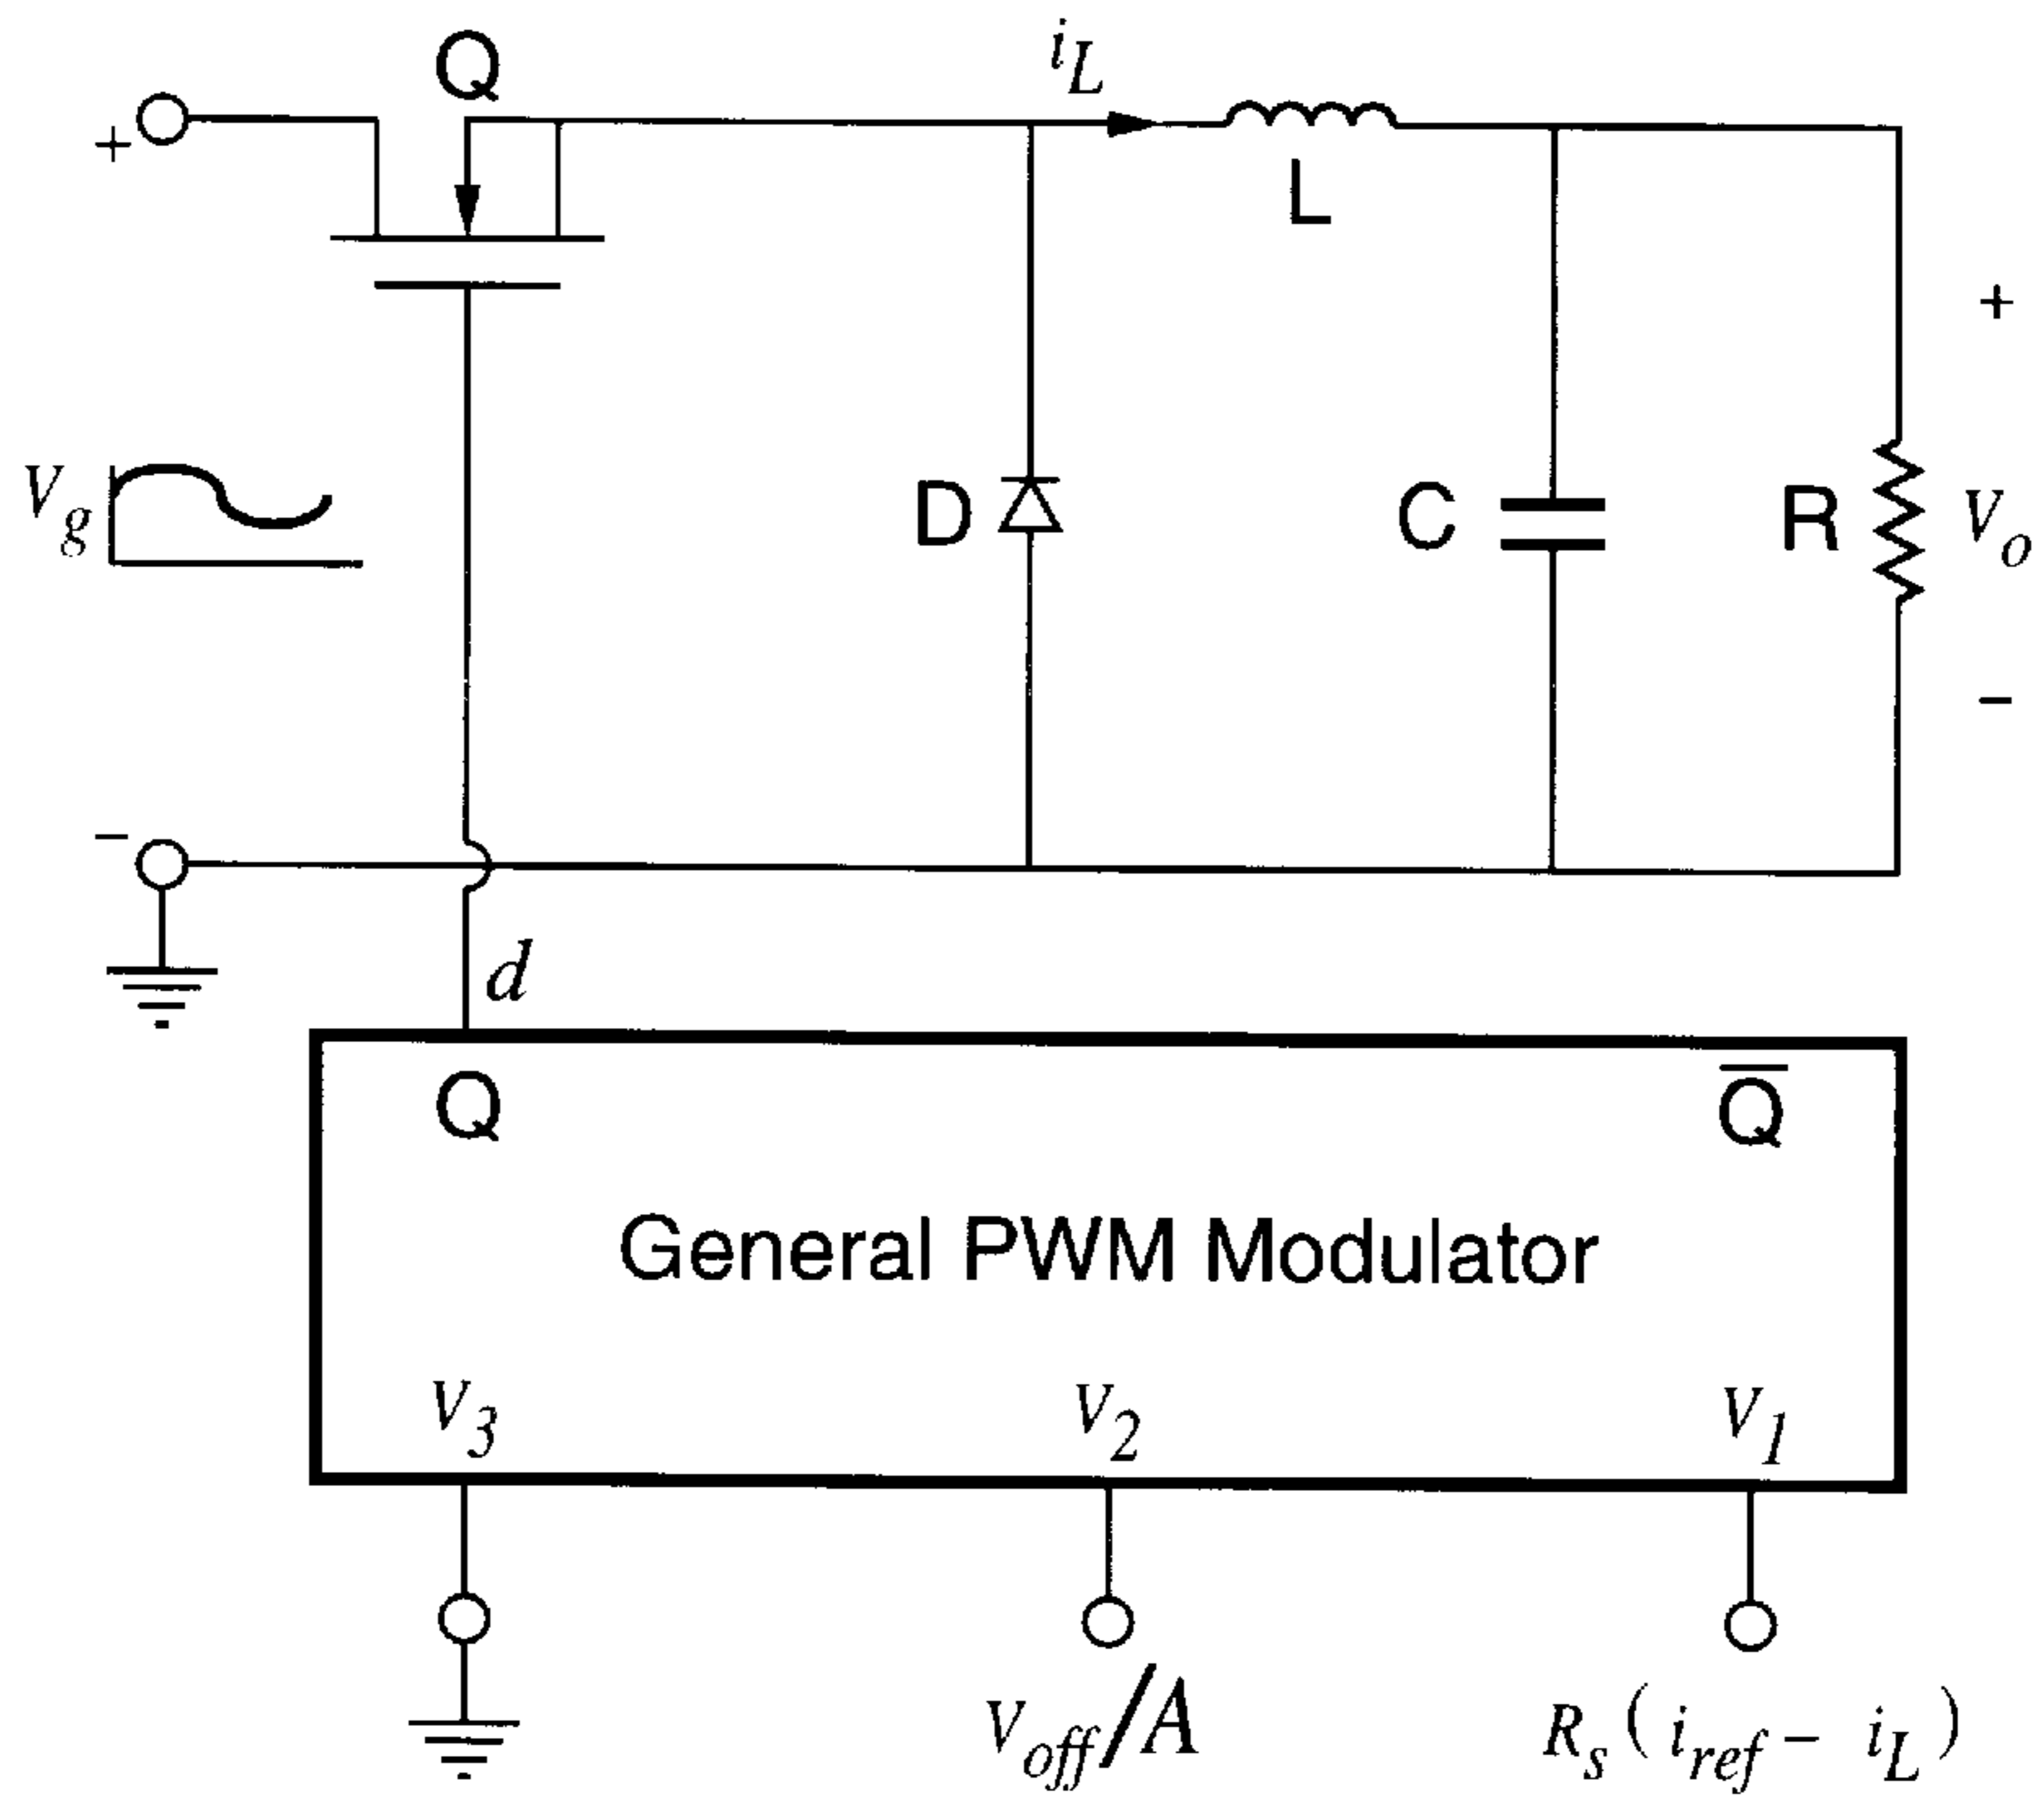 Q
i_L
+
L
+
V_g
D
C
R
V_o
−
−
d
Q
Q̅
General PWM Modulator
V_3
V_2
V_1
V_off/A
R_s(i_ref − i_L)